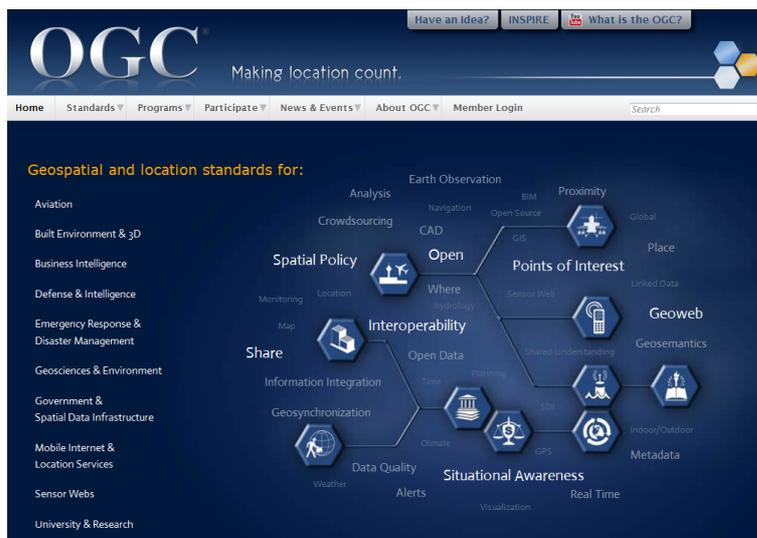 Have an Idea?
INSPIRE
You Tube What is the OGC?
OGC®
Making location count.
Home Standards Programs Participate News & Events About OGC Member Login Search
Geospatial and location standards for:
Aviation
Built Environment & 3D
Business Intelligence
Defense & Intelligence
Emergency Response &
Disaster Management
Geosciences & Environment
Government &
Spatial Data Infrastructure
Mobile Internet &
Location Services
Sensor Webs
University & Research
Earth Observation
Analysis
BIM
Proximity
Navigation
Open Source
Crowdsourcing
Global
CAD
GIS
Place
Open
Spatial Policy
Points of Interest
Where
Linked Data
Monitoring
Location
Sensor Web
hydrology
Geoweb
Map
Interoperability
Geosemantics
Share
Open Data
Shared Understanding
Information Integration
Time
Planning
Geosynchronization
SDI
Indoor/Outdoor
Climate
GPS
Metadata
Data Quality
Situational Awareness
Weather
Alerts
Real Time
Visualization